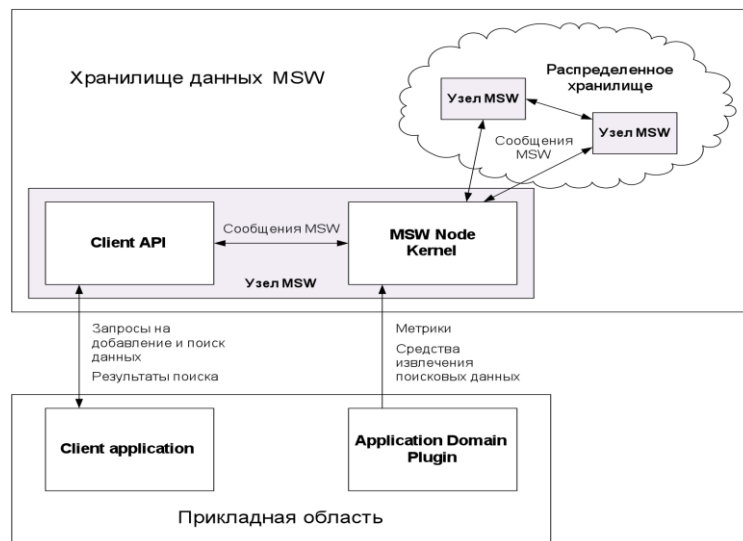 Хранилище данных MSW
Распределенное
хранилище
Узел MSW
Узел MSW
Сообщения
MSW
Client API
Сообщения MSW
MSW Node
Kernel
Узел MSW
Запросы на
добавление и поиск
данных
Результаты поиска
Метрики
Средства
извлечения
поисковых данных
Client application
Application Domain
Plugin
Прикладная область